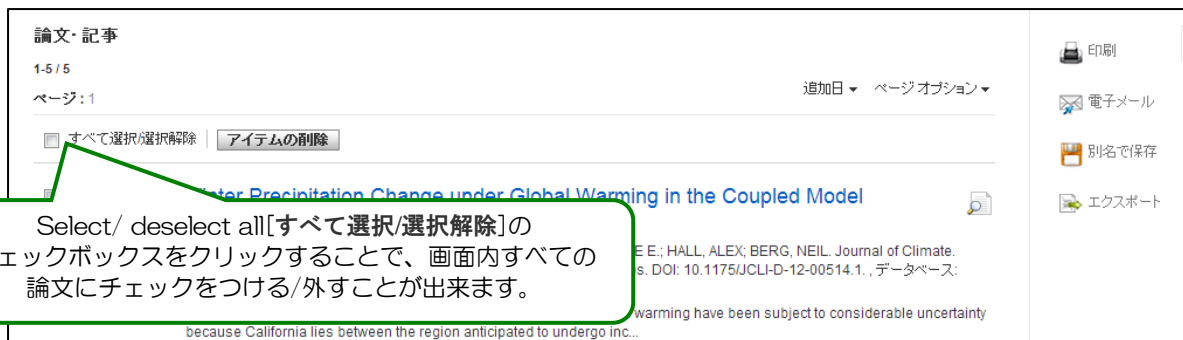 論文・記事
1-5 / 5
ページ : 1
追加日 ページ オプション
すべて選択/選択解除 アイテムの削除
Precipitation Change under Global Warming in the Coupled Model
Select/ deselect all[すべて選択/選択解除]の
ェックボックスをクリックすることで、画面内すべての
論文にチェックをつける/外すことが出来ます。
E E.; HALL, ALEX; BERG, NEIL. Journal of Climate.
s. DOI: 10.1175/JCLI-D-12-00514.1. , データベース:
warming have been subject to considerable uncertainty
because California lies between the region anticipated to undergo inc...
印刷
電子メール
別名で保存
エクスポート